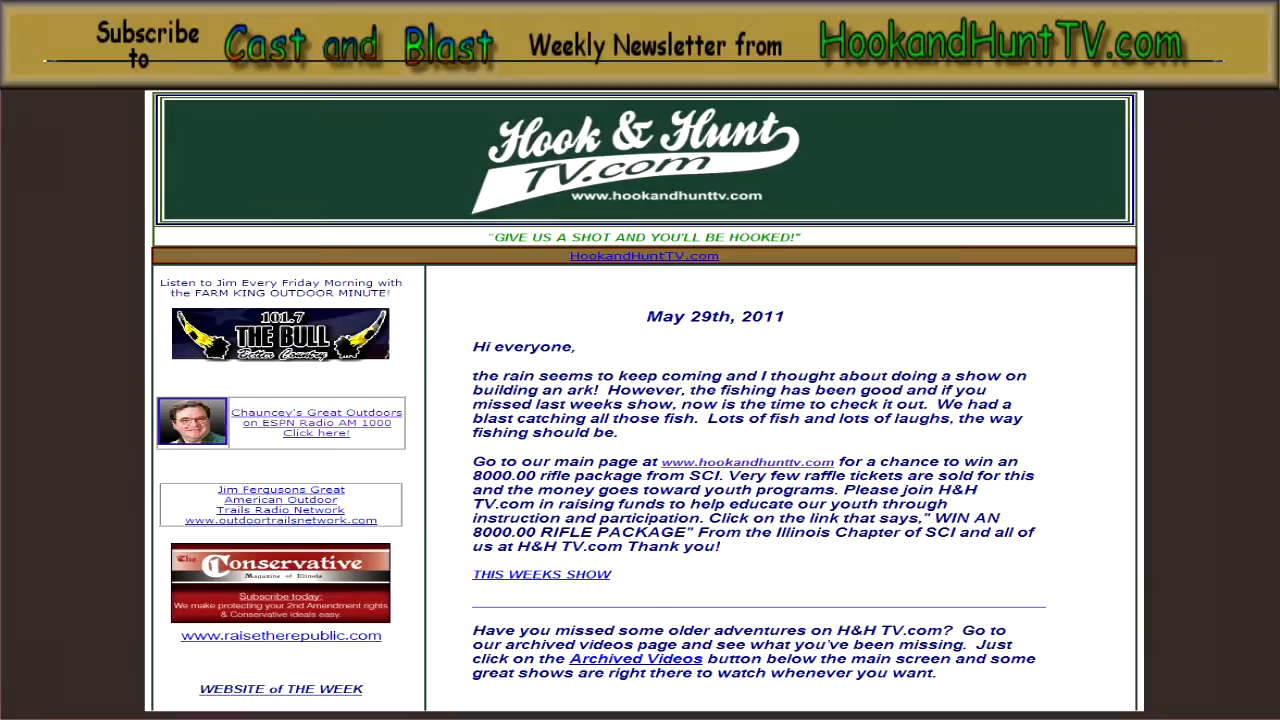 Subscribe
to
Cast and Blast
Weekly Newsletter from
HookandHuntTV.com
Hook & Hunt
TV.com
www.hookandhunttv.com
"GIVE US A SHOT AND YOU'LL BE HOOKED!"
HookandHuntTV.com
Listen to Jim Every Friday Morning with
the FARM KING OUTDOOR MINUTE!
101.7
THE BULL
Better Country
Chauncey's Great Outdoors
on ESPN Radio AM 1000
Click here!
Jim Fergusons Great
American Outdoor
Trails Radio Network
www.outdoortrailsnetwork.com
The Conservative
Magazine of Illinois
Subscribe today:
We make protecting your 2nd Amendment rights
& Conservative ideals easy.
www.raisetherepublic.com
WEBSITE of THE WEEK
May 29th, 2011
Hi everyone,
the rain seems to keep coming and I thought about doing a show on
building an ark!  However, the fishing has been good and if you
missed last weeks show, now is the time to check it out.  We had a
blast catching all those fish.  Lots of fish and lots of laughs, the way
fishing should be.
Go to our main page at www.hookandhunttv.com for a chance to win an
8000.00 rifle package from SCI. Very few raffle tickets are sold for this
and the money goes toward youth programs. Please join H&H
TV.com in raising funds to help educate our youth through
instruction and participation. Click on the link that says," WIN AN
8000.00 RIFLE PACKAGE" From the Illinois Chapter of SCI and all of
us at H&H TV.com Thank you!
THIS WEEKS SHOW
Have you missed some older adventures on H&H TV.com?  Go to
our archived videos page and see what you've been missing.  Just
click on the Archived Videos button below the main screen and some
great shows are right there to watch whenever you want.